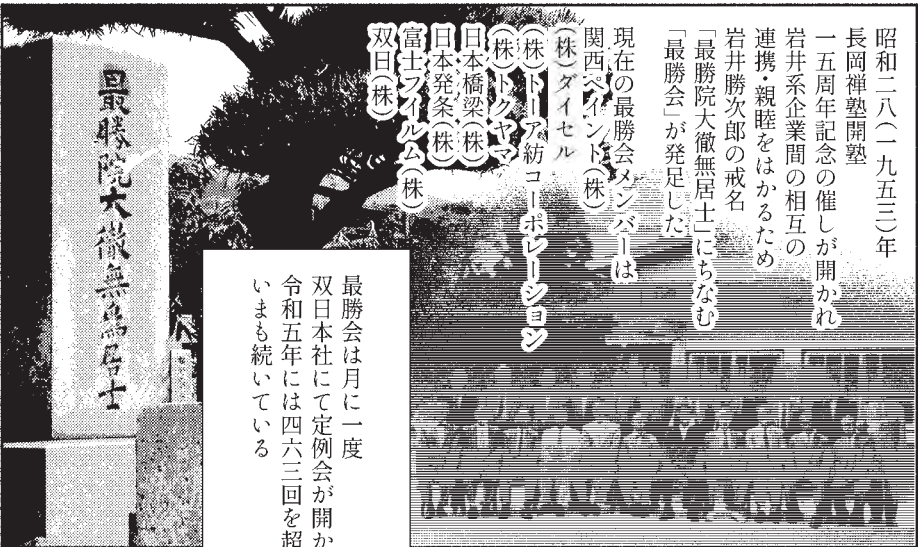 昭和二八(一九五三)年
長岡禅塾開塾
一五周年記念の催しが開かれ
岩井系企業間の相互の
連携・親睦をはかるため
岩井勝次郎の戒名
「最勝院大徹無居士」にちなむ
「最勝会」が発足した
現在の最勝会メンバーは
関西ペイント(株)
(株)ダイセル
(株)トーア紡コーポレーション
(株)トクヤマ
日本橋梁(株)
日本発条(株)
富士フイルム(株)
双日(株)
最勝会は月に一度
双日本社にて定例会が開か
令和五年には四六三回を超
いまも続いている
最勝院大徹無為居士